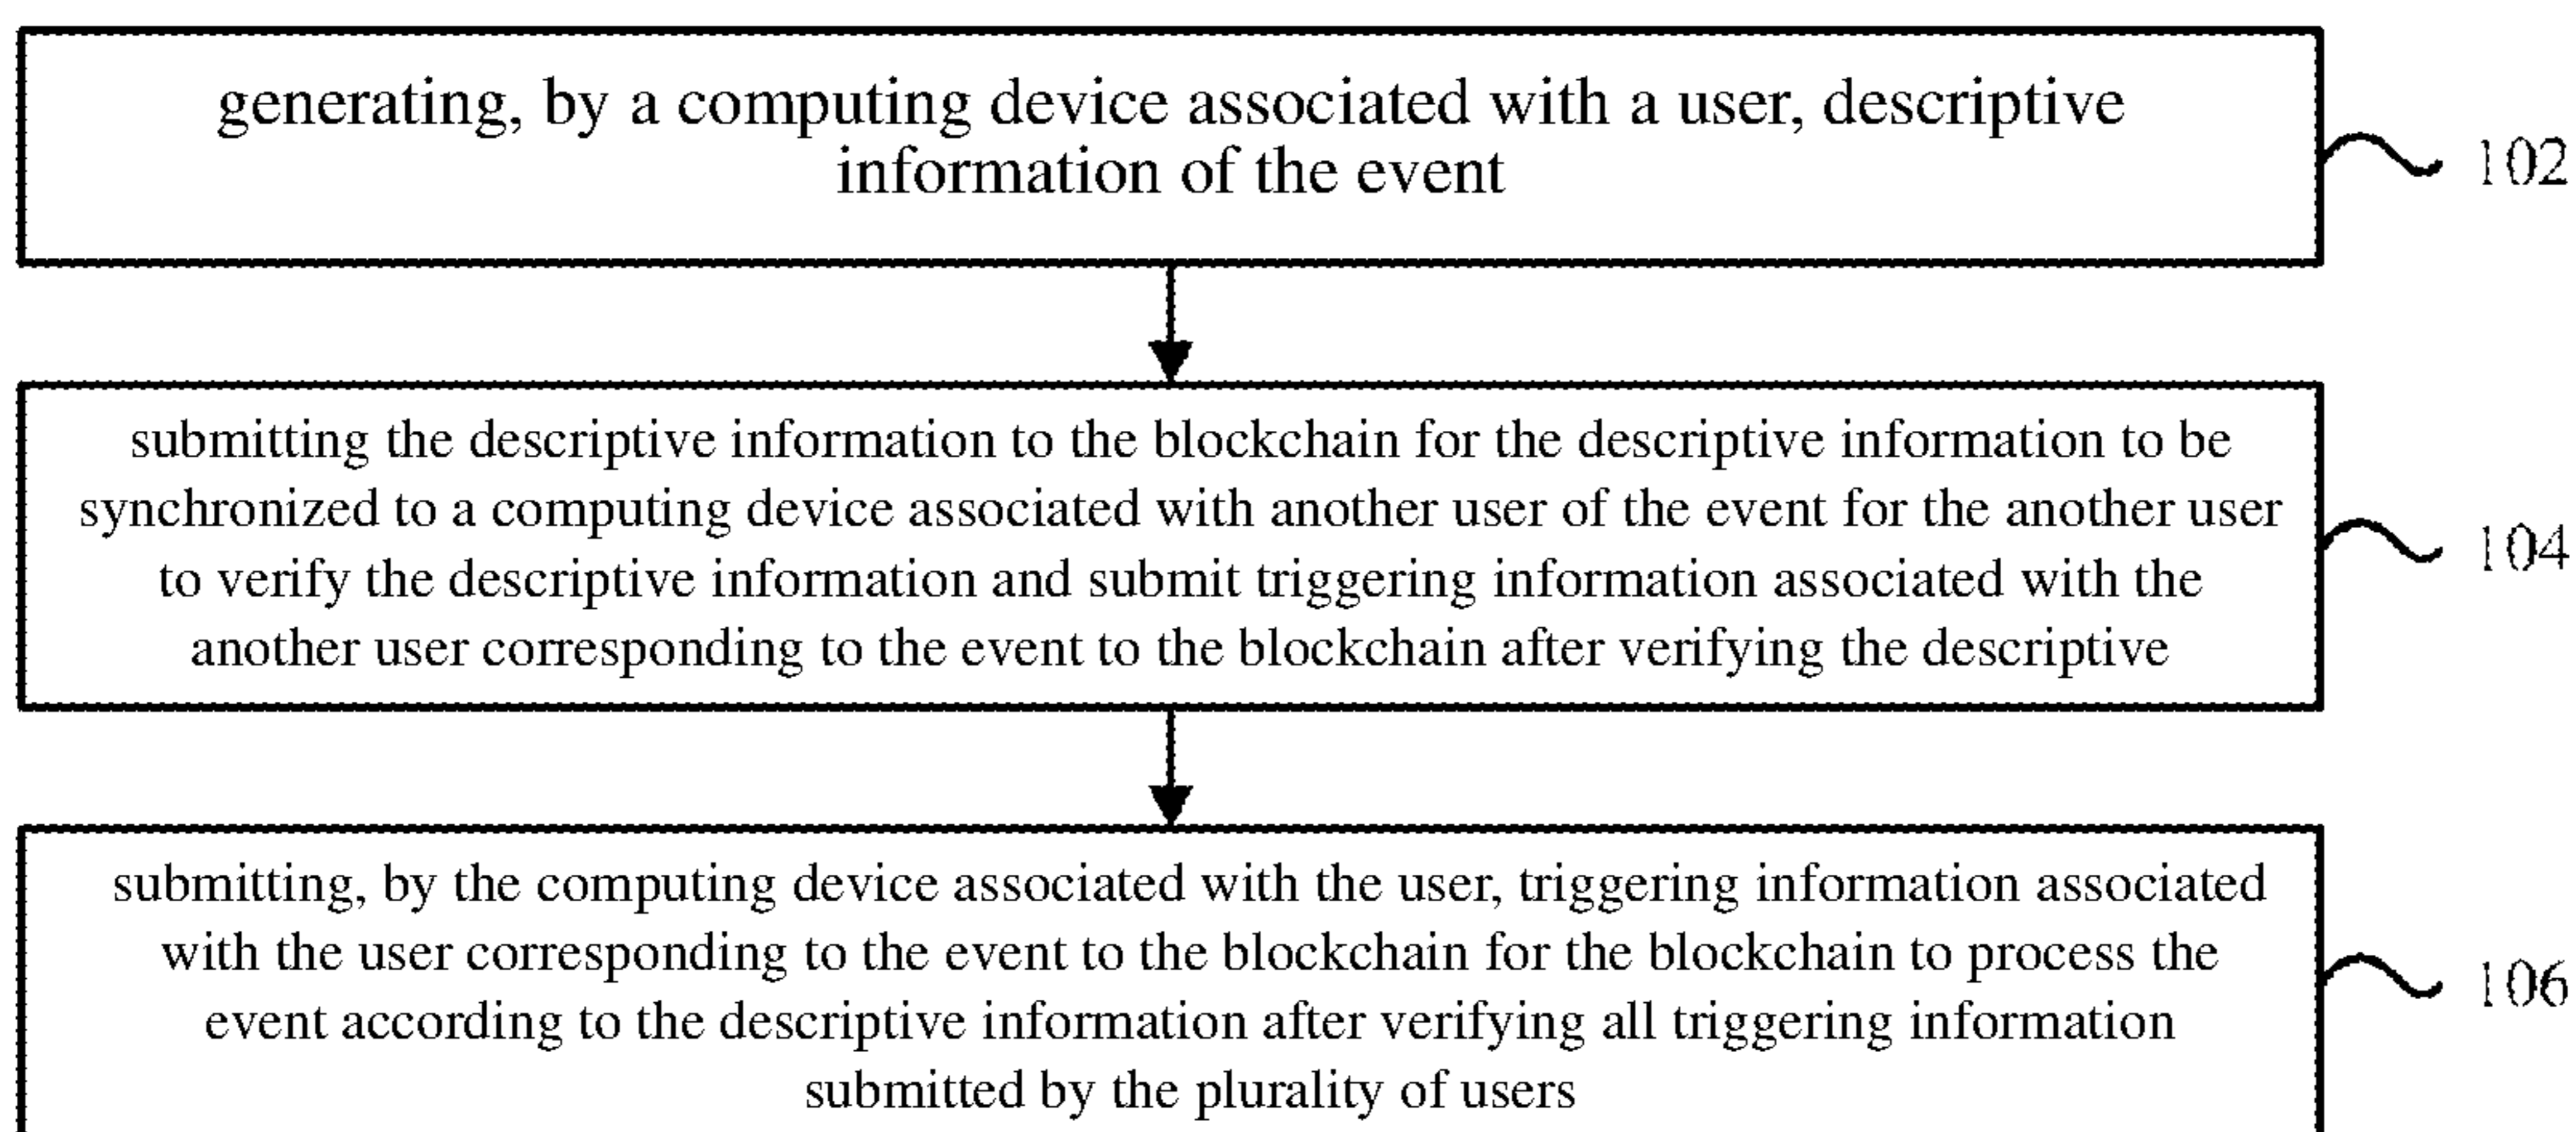 generating, by a computing device associated with a user, descriptive
information of the event
102
submitting the descriptive information to the blockchain for the descriptive information to be
synchronized to a computing device associated with another user of the event for the another user
to verify the descriptive information and submit triggering information associated with the
another user corresponding to the event to the blockchain after verifying the descriptive
104
submitting, by the computing device associated with the user, triggering information associated
with the user corresponding to the event to the blockchain for the blockchain to process the
event according to the descriptive information after verifying all triggering information
submitted by the plurality of users
106